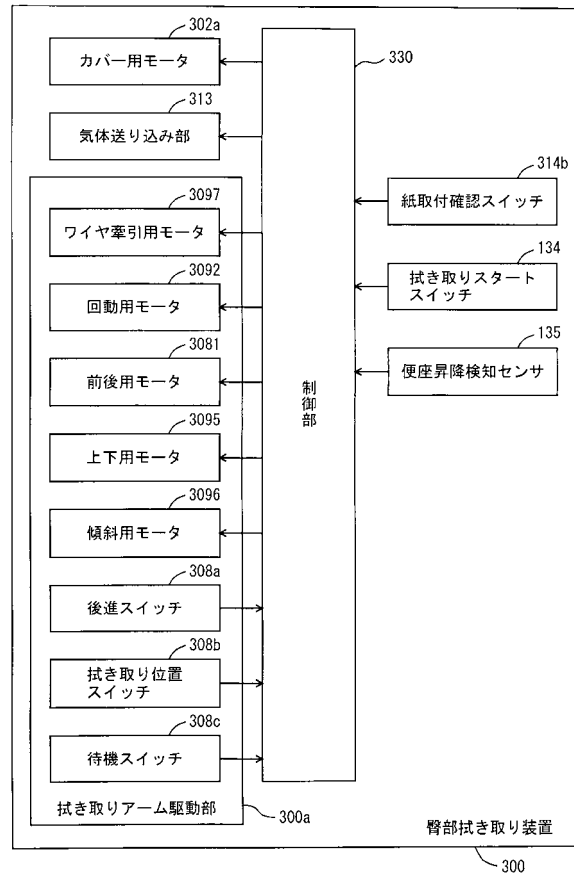 302a
カバー用モータ
330
313
気体送り込み部
314b
紙取付確認スイッチ
3097
ワイヤ牽引用モータ
134
拭き取りスタート
スイッチ
3092
回動用モータ
135
便座昇降検知センサ
3081
前後用モータ
制御部
3095
上下用モータ
3096
傾斜用モータ
308a
後進スイッチ
308b
拭き取り位置
スイッチ
308c
待機スイッチ
拭き取りアーム駆動部
300a
臀部拭き取り装置
300